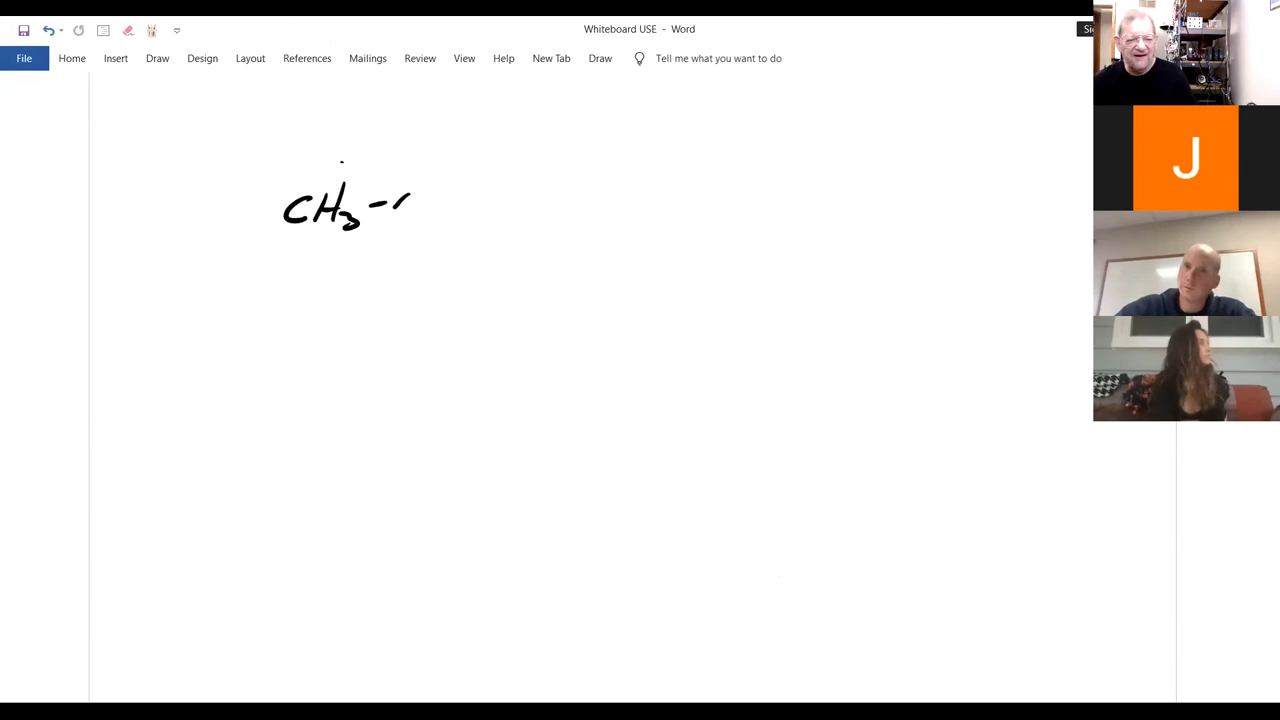 Whiteboard USE - Word
File Home Insert Draw Design Layout References Mailings Review View Help New Tab Draw Tell me what you want to do
CH3-
J